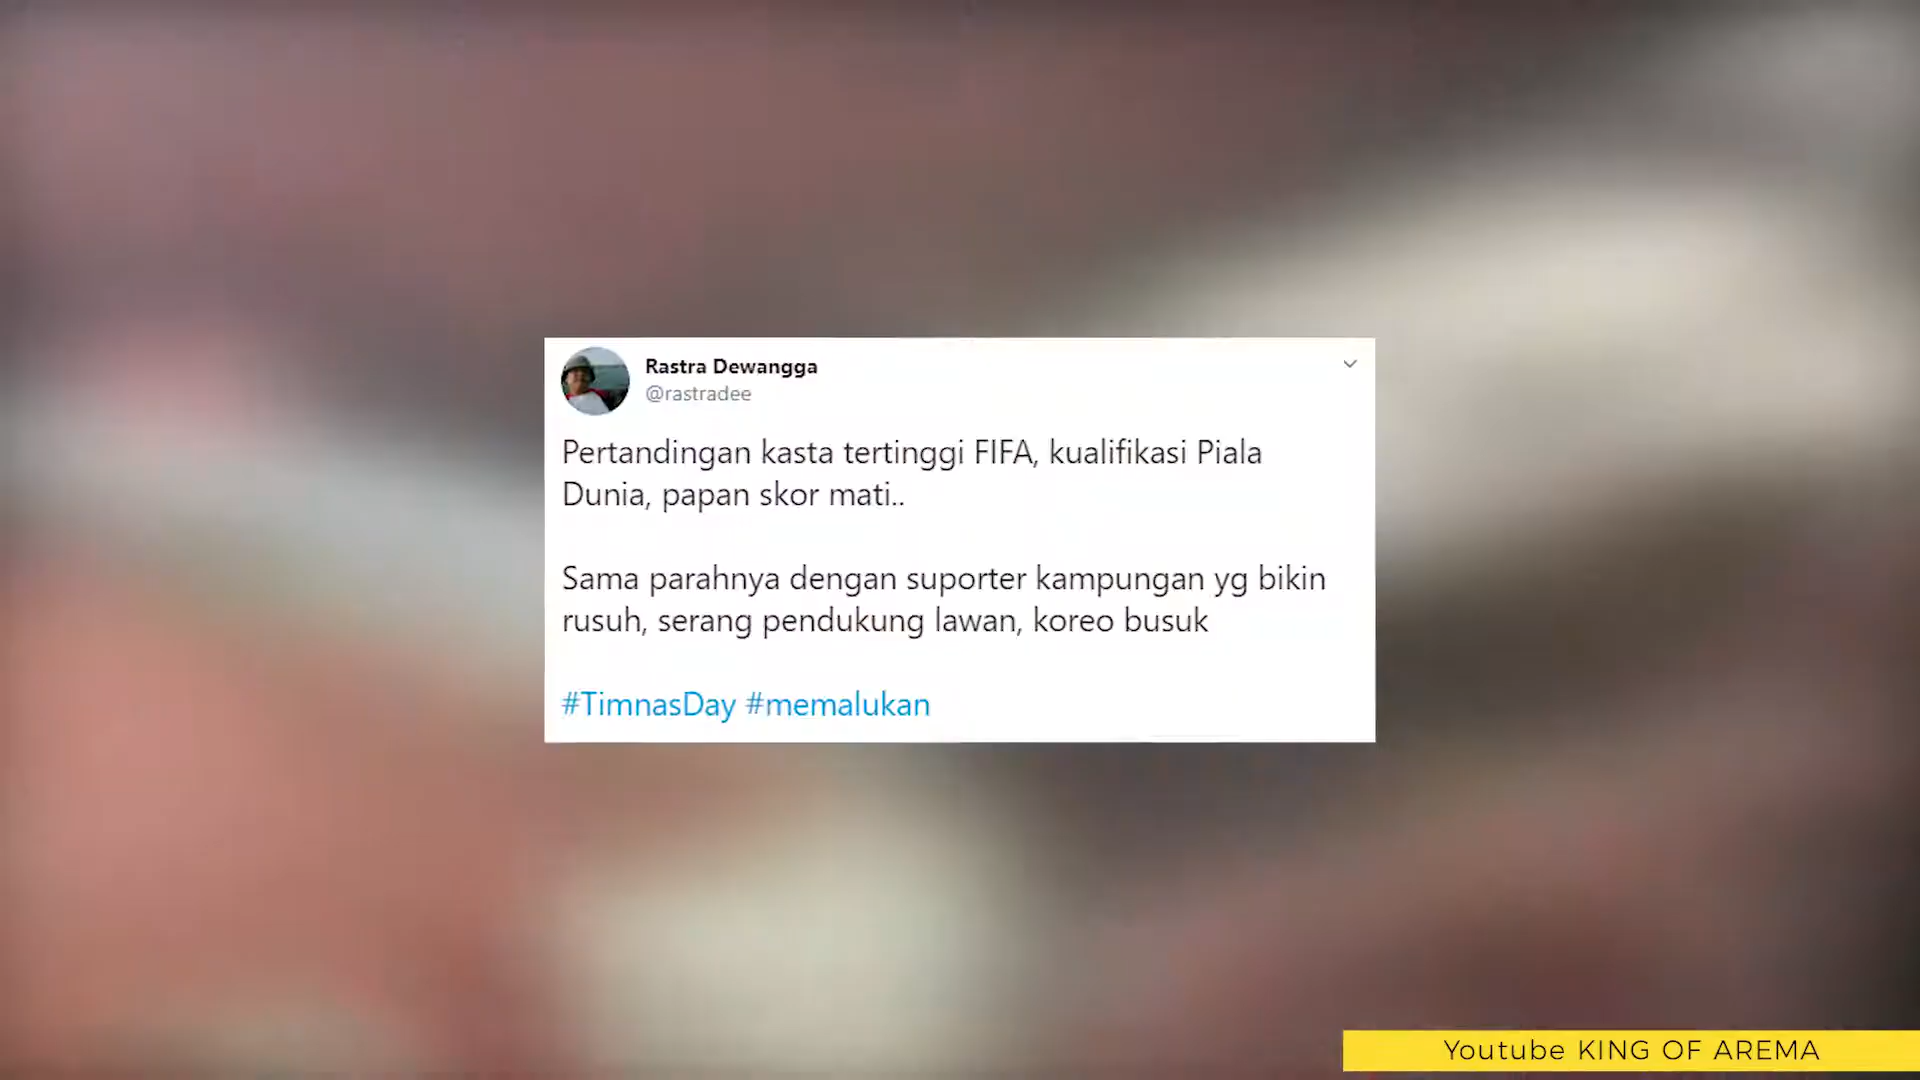 Rastra Dewangga
@rastradee
Pertandingan kasta tertinggi FIFA, kualifikasi Piala
Dunia, papan skor mati..
Sama parahnya dengan suporter kampungan yg bikin
rusuh, serang pendukung lawan, koreo busuk
#TimnasDay #memalukan
Youtube KING OF AREMA